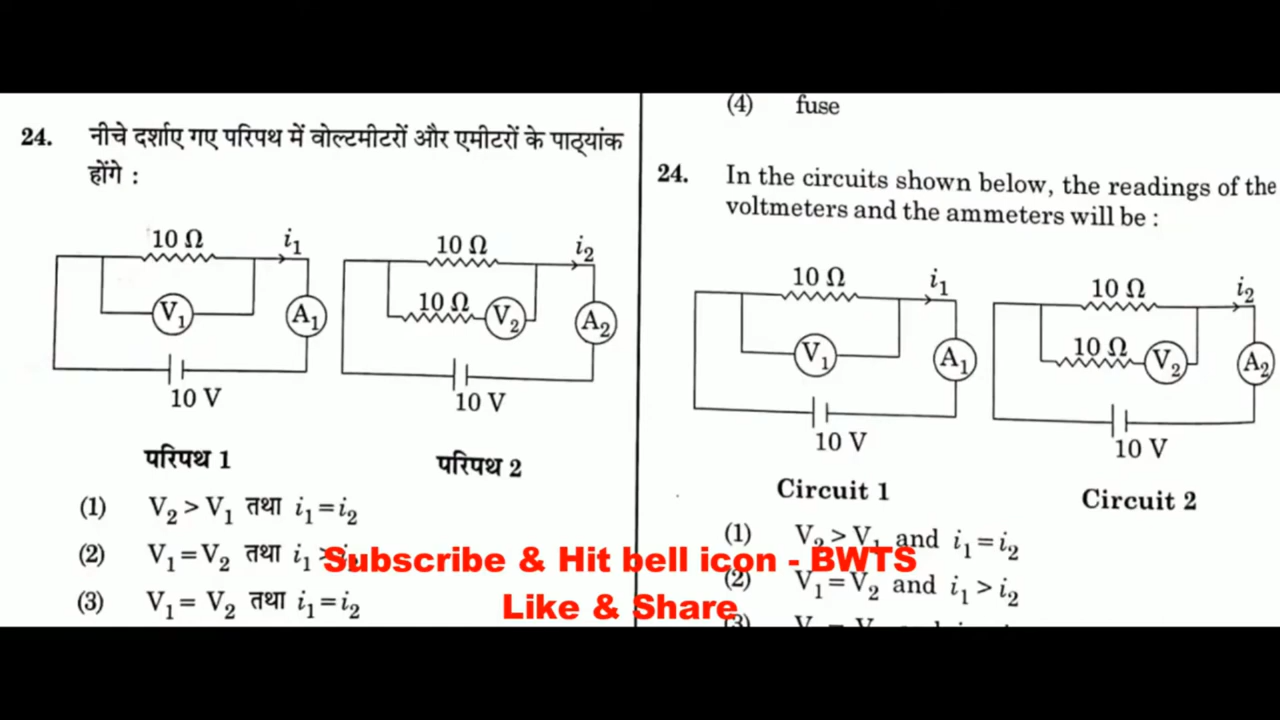 24. नीचे दर्शाए गए परिपथ में वोल्टमीटरों और एमीटरों के पाठ्यांक
होंगे :
10 Ω
i₁
V₁
A₁
10 V
परिपथ 1
10 Ω
i₂
10 Ω
V₂
A₂
10 V
परिपथ 2
(1) V₂ > V₁ तथा i₁ = i₂
(2) V₁ = V₂ तथा i₁ >
(3) V₁ = V₂ तथा i₁ = i₂
(4) fuse
24. In the circuits shown below, the readings of the
voltmeters and the ammeters will be :
10 Ω
i₁
V₁
A₁
10 V
Circuit 1
10 Ω
i₂
10 Ω
V₂
A₂
10 V
Circuit 2
(1) V₂ > V₁ and i₁ = i₂
(2) V₁ = V₂ and i₁ > i₂
(3)
Subscribe & Hit bell icon - BWTS
Like & Share